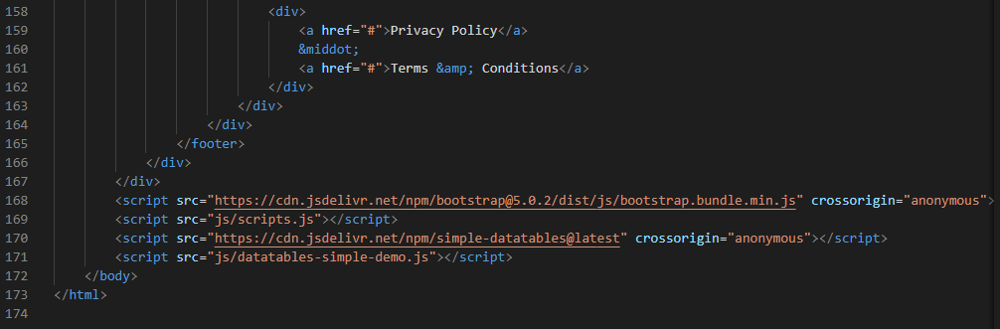 158 <div>
159 <a href="#">Privacy Policy</a>
160 &middot;
161 <a href="#">Terms &amp; Conditions</a>
162 </div>
163 </div>
164 </div>
165 </footer>
166 </div>
167 </div>
168 <script src="https://cdn.jsdelivr.net/npm/bootstrap@5.0.2/dist/js/bootstrap.bundle.min.js" crossorigin="anonymous">
169 <script src="js/scripts.js"></script>
170 <script src="https://cdn.jsdelivr.net/npm/simple-datatables@latest" crossorigin="anonymous"></script>
171 <script src="js/datatables-simple-demo.js"></script>
172 </body>
173 </html>
174